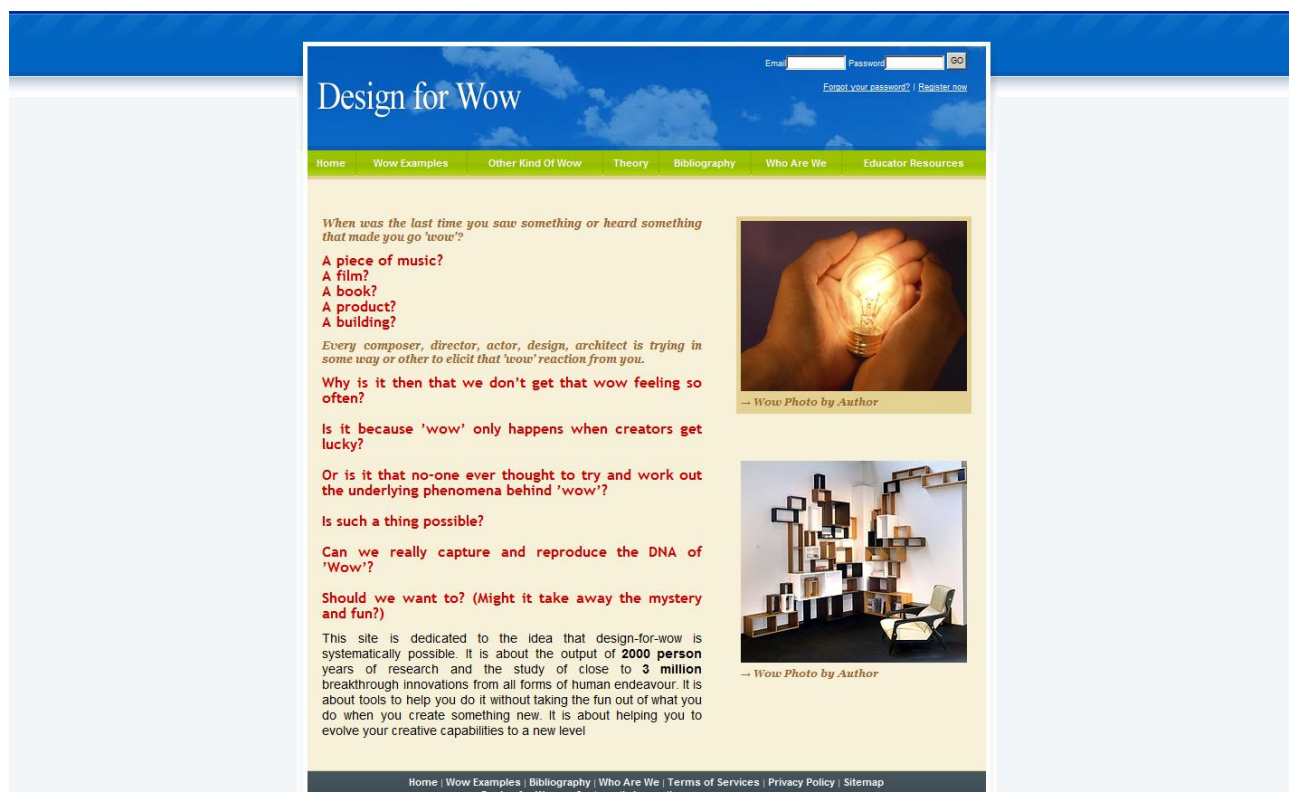 Email Password GO
Forgot your password? | Register now
Design for Wow
Home Wow Examples Other Kind Of Wow Theory Bibliography Who Are We Educator Resources
When was the last time you saw something or heard something
that made you go 'wow'?
A piece of music?
A film?
A book?
A product?
A building?
Every composer, director, actor, design, architect is trying in
some way or other to elicit that 'wow' reaction from you.
Why is it then that we don't get that wow feeling so
often?
Is it because 'wow' only happens when creators get
lucky?
Or is it that no-one ever thought to try and work out
the underlying phenomena behind 'wow'?
Is such a thing possible?
Can we really capture and reproduce the DNA of
'Wow'?
Should we want to? (Might it take away the mystery
and fun?)
This site is dedicated to the idea that design-for-wow is
systematically possible. It is about the output of 2000 person
years of research and the study of close to 3 million
breakthrough innovations from all forms of human endeavour. It is
about tools to help you do it without taking the fun out of what you
do when you create something new. It is about helping you to
evolve your creative capabilities to a new level
→ Wow Photo by Author
→ Wow Photo by Author
Home | Wow Examples | Bibliography | Who Are We | Terms of Services | Privacy Policy | Sitemap